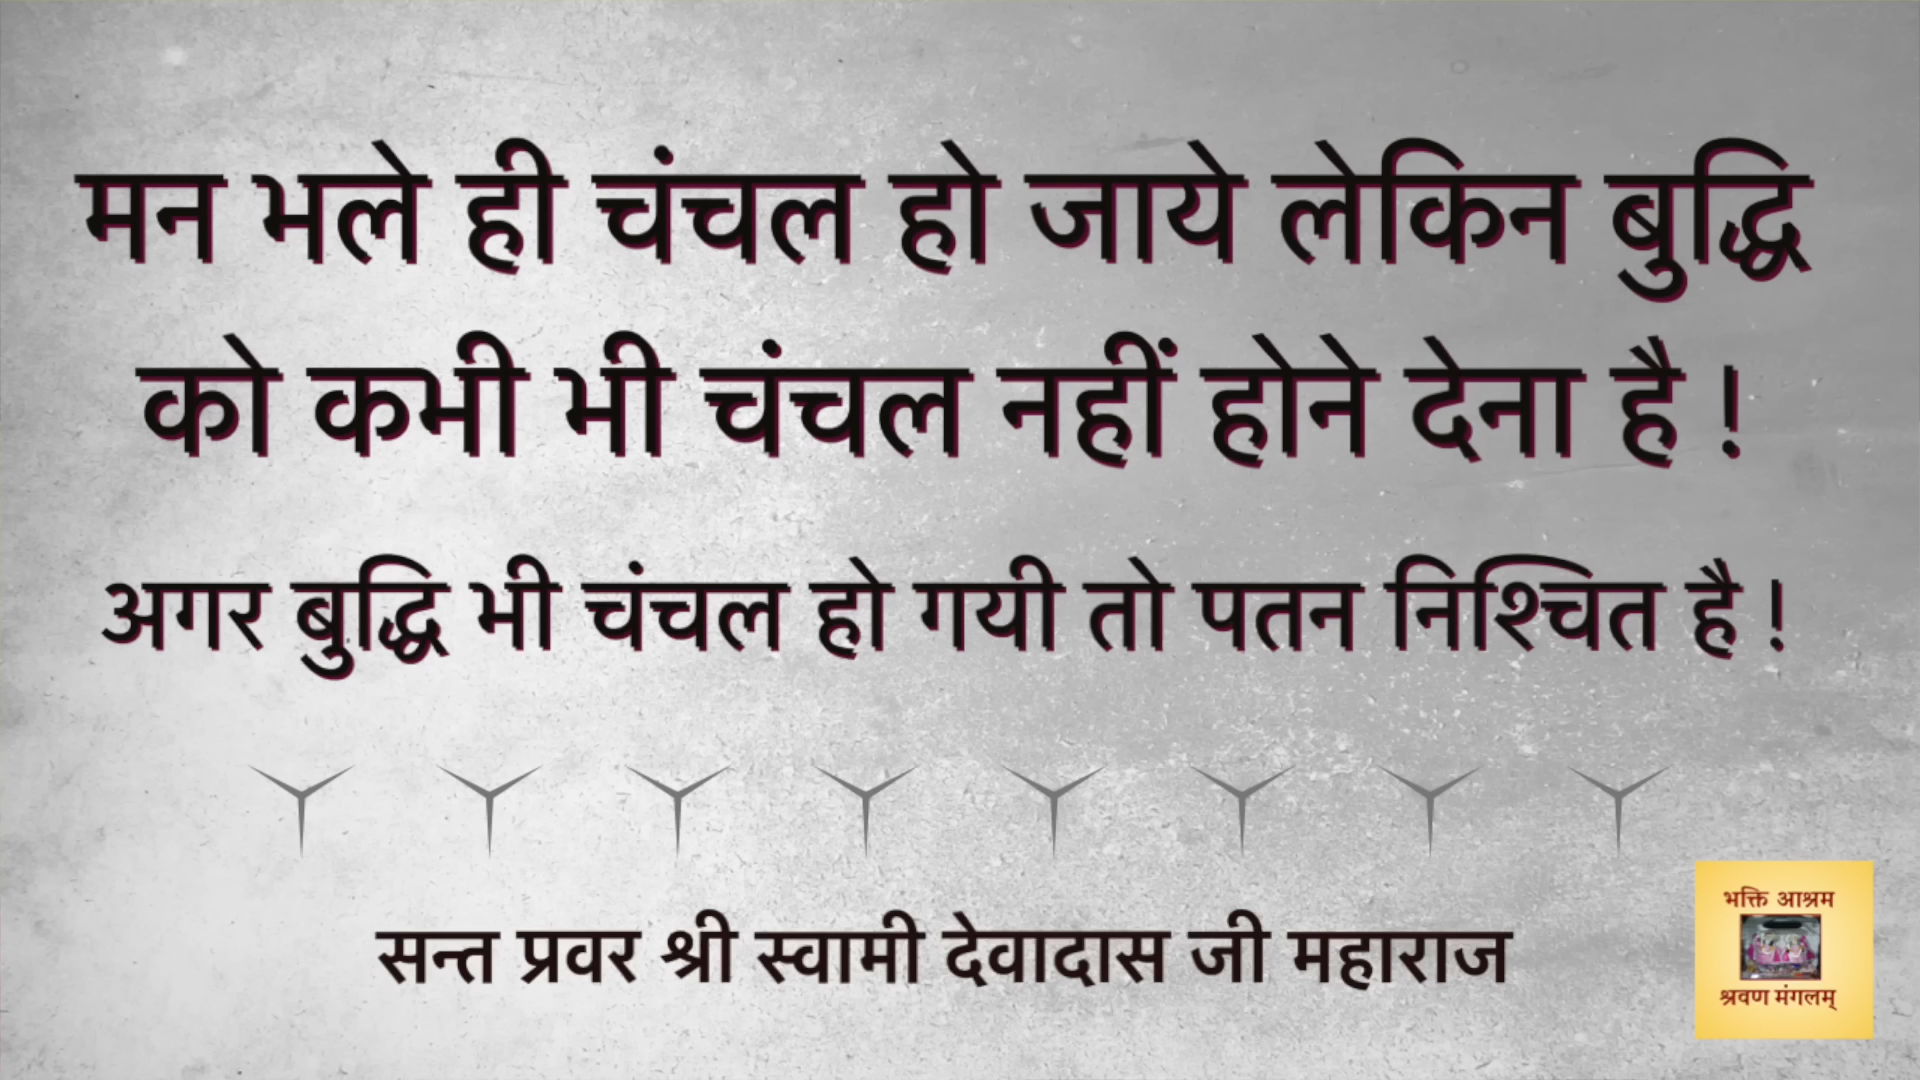 मन भले ही चंचल हो जाये लेकिन बुद्धि
को कभी भी चंचल नहीं होने देना है !
अगर बुद्धि भी चंचल हो गयी तो पतन निश्चित है !
सन्त प्रवर श्री स्वामी देवादास जी महाराज
भक्ति आश्रम
श्रवण मंगलम्